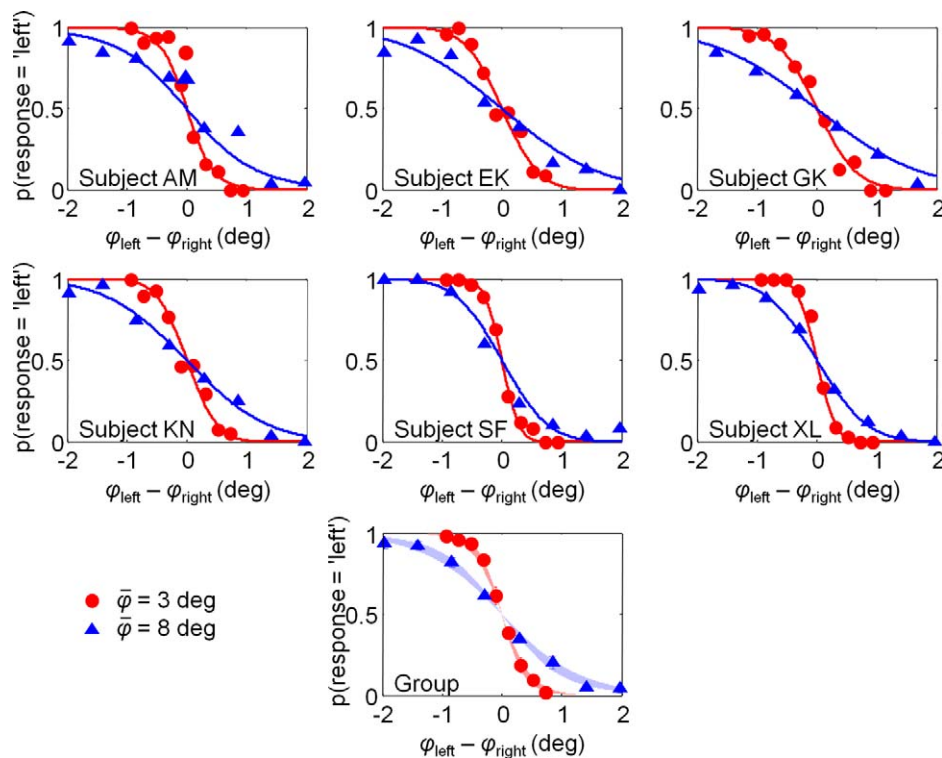 p(response = 'left')
1
0.5
0
Subject AM
-2 -1 0 1 2
φleft – φright (deg)
1
0.5
0
Subject EK
-2 -1 0 1 2
φleft – φright (deg)
1
0.5
0
Subject GK
-2 -1 0 1 2
φleft – φright (deg)
p(response = 'left')
1
0.5
0
Subject KN
-2 -1 0 1 2
φleft – φright (deg)
1
0.5
0
Subject SF
-2 -1 0 1 2
φleft – φright (deg)
1
0.5
0
Subject XL
-2 -1 0 1 2
φleft – φright (deg)
φ̄ = 3 deg
φ̄ = 8 deg
p(response = 'left')
1
0.5
0
Group
-2 -1 0 1 2
φleft – φright (deg)